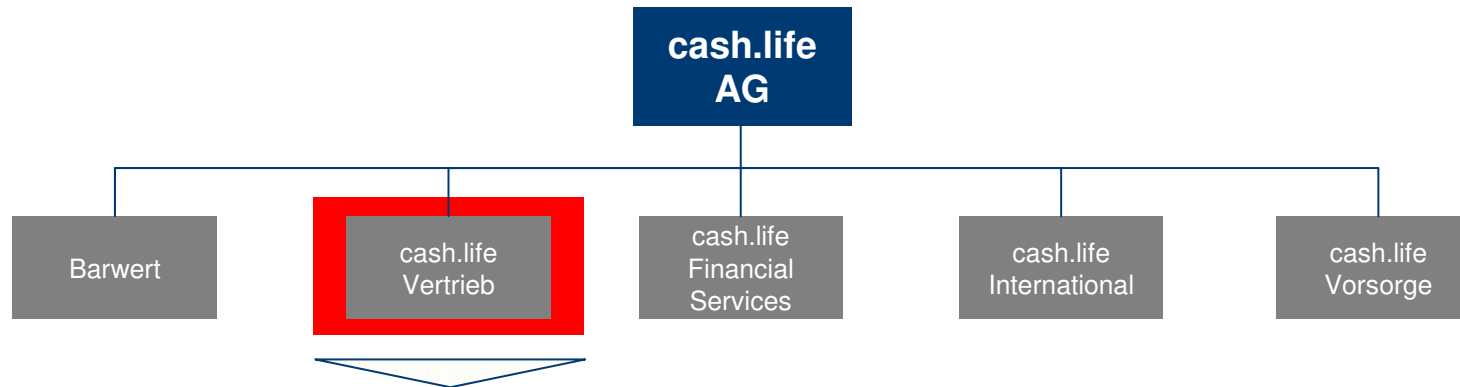 cash.life
AG
Barwert
cash.life
Vertrieb
cash.life
Financial
Services
cash.life
International
cash.life
Vorsorge